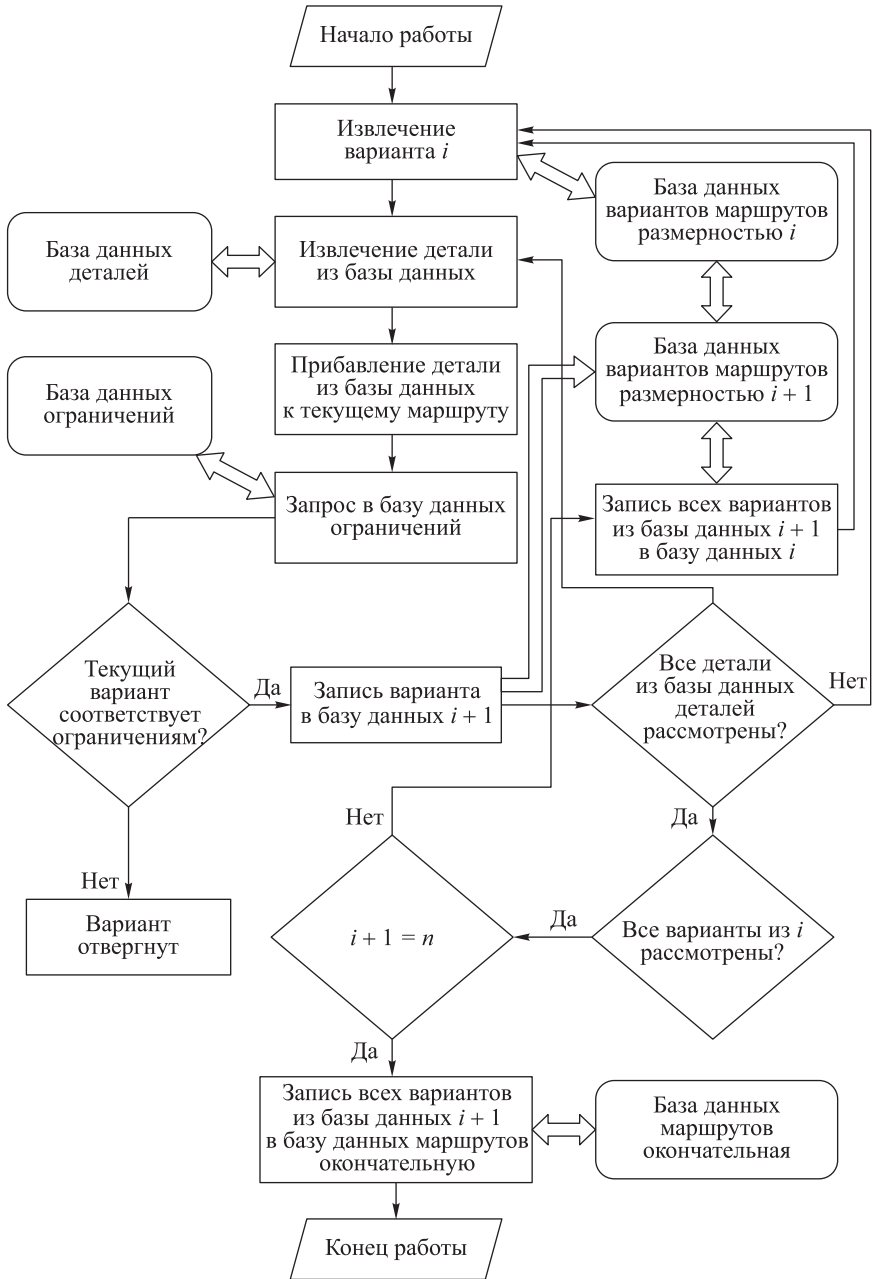 Начало работы
Извлечение
варианта i
База данных
вариантов маршрутов
размерностью i
База данных
деталей
Извлечение детали
из базы данных
База данных
вариантов маршрутов
размерностью i + 1
Прибавление детали
из базы данных
к текущему маршруту
База данных
ограничений
Запрос в базу данных
ограничений
Запись всех вариантов
из базы данных i + 1
в базу данных i
Текущий
вариант
соответствует
ограничениям?
Да
Запись варианта
в базу данных i + 1
Все детали
из базы данных
деталей
рассмотрены?
Нет
Нет
Да
Нет
Вариант
отвергнут
i + 1 = n
Да
Все варианты из i
рассмотрены?
Да
Запись всех вариантов
из базы данных i + 1
в базу данных маршрутов
окончательную
База данных
маршрутов
окончательная
Конец работы